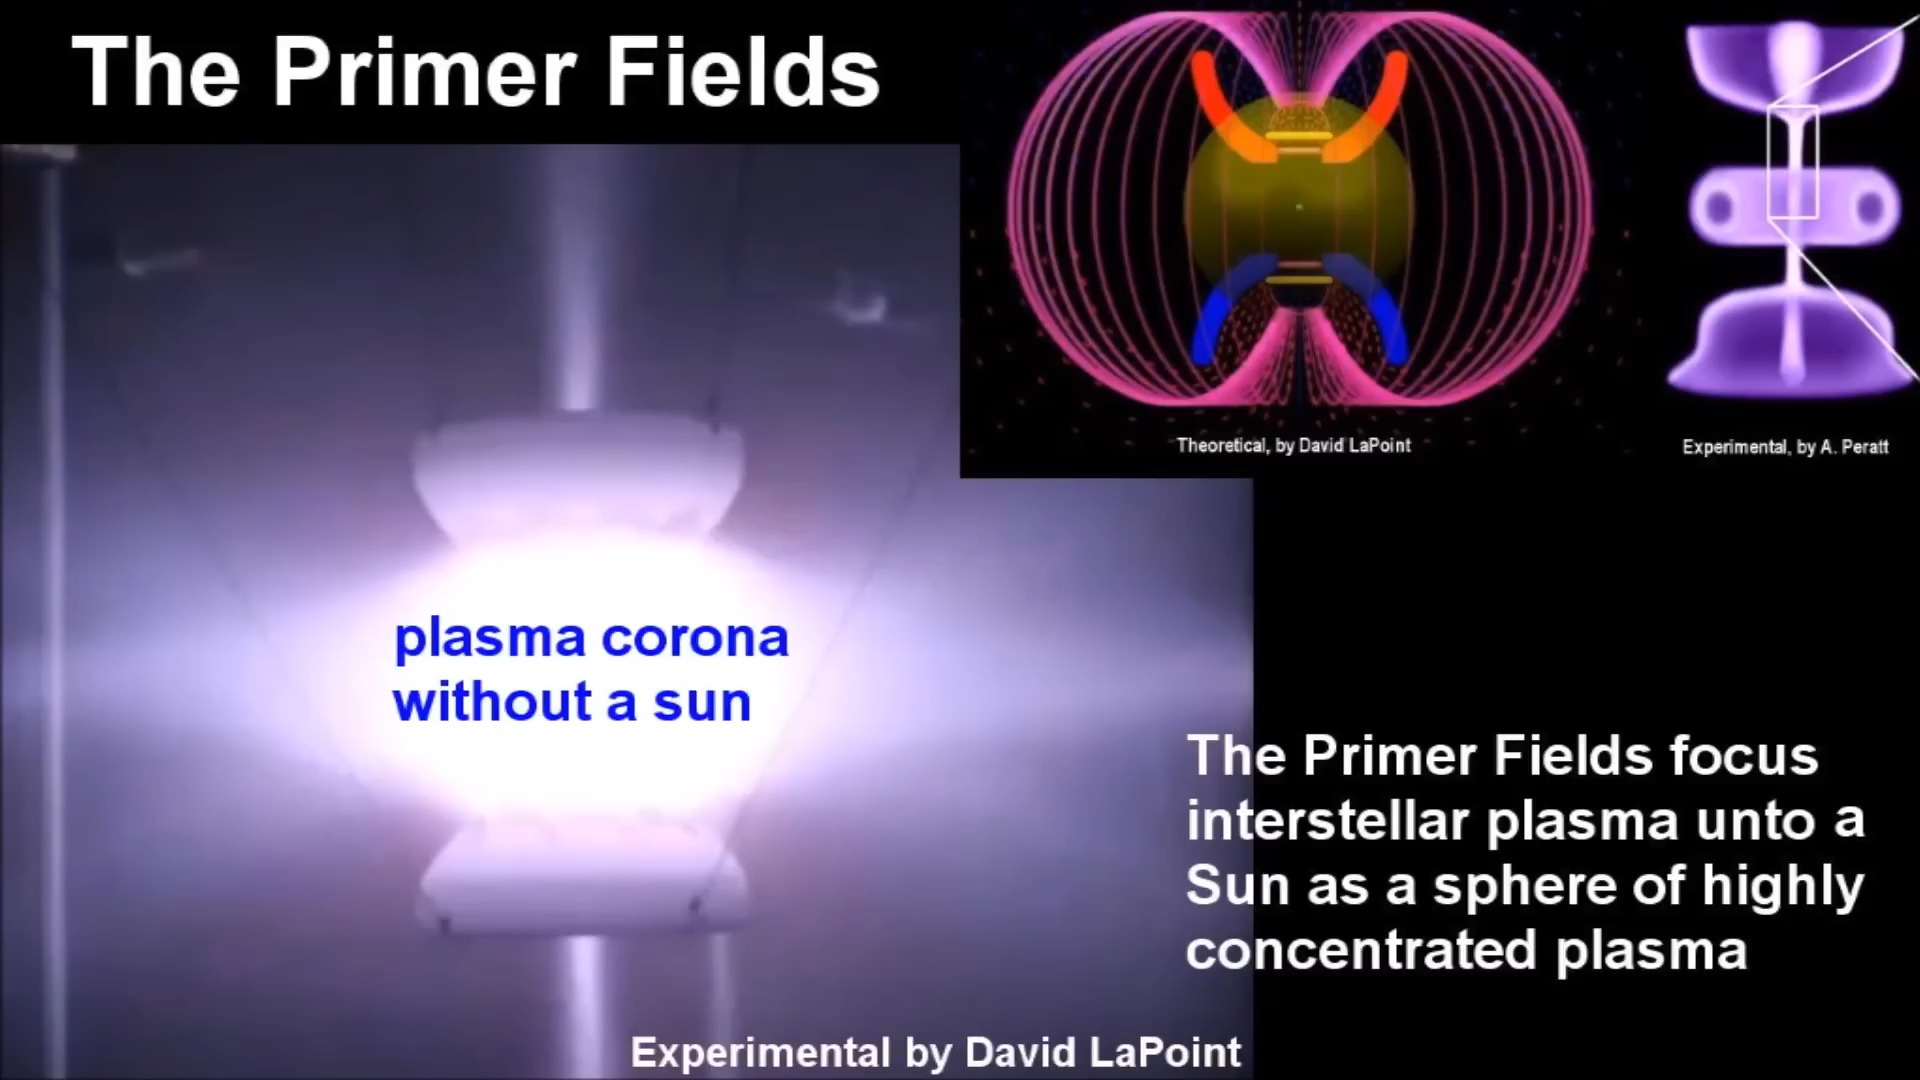 The Primer Fields
Theoretical, by David LaPoint
Experimental, by A. Peratt
plasma corona
without a sun
The Primer Fields focus
interstellar plasma unto a
Sun as a sphere of highly
concentrated plasma
Experimental by David LaPoint